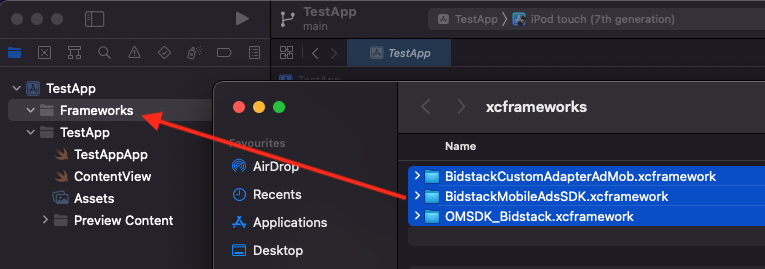 TestApp
main
TestApp
iPod touch (7th generation)
TestApp
TestApp
TestApp
Frameworks
TestApp
TestAppApp
ContentView
Assets
Preview Content
xcframeworks
Favourites
AirDrop
Recents
Applications
Desktop
Name
BidstackCustomAdapterAdMob.xcframework
BidstackMobileAdsSDK.xcframework
OMSDK_Bidstack.xcframework